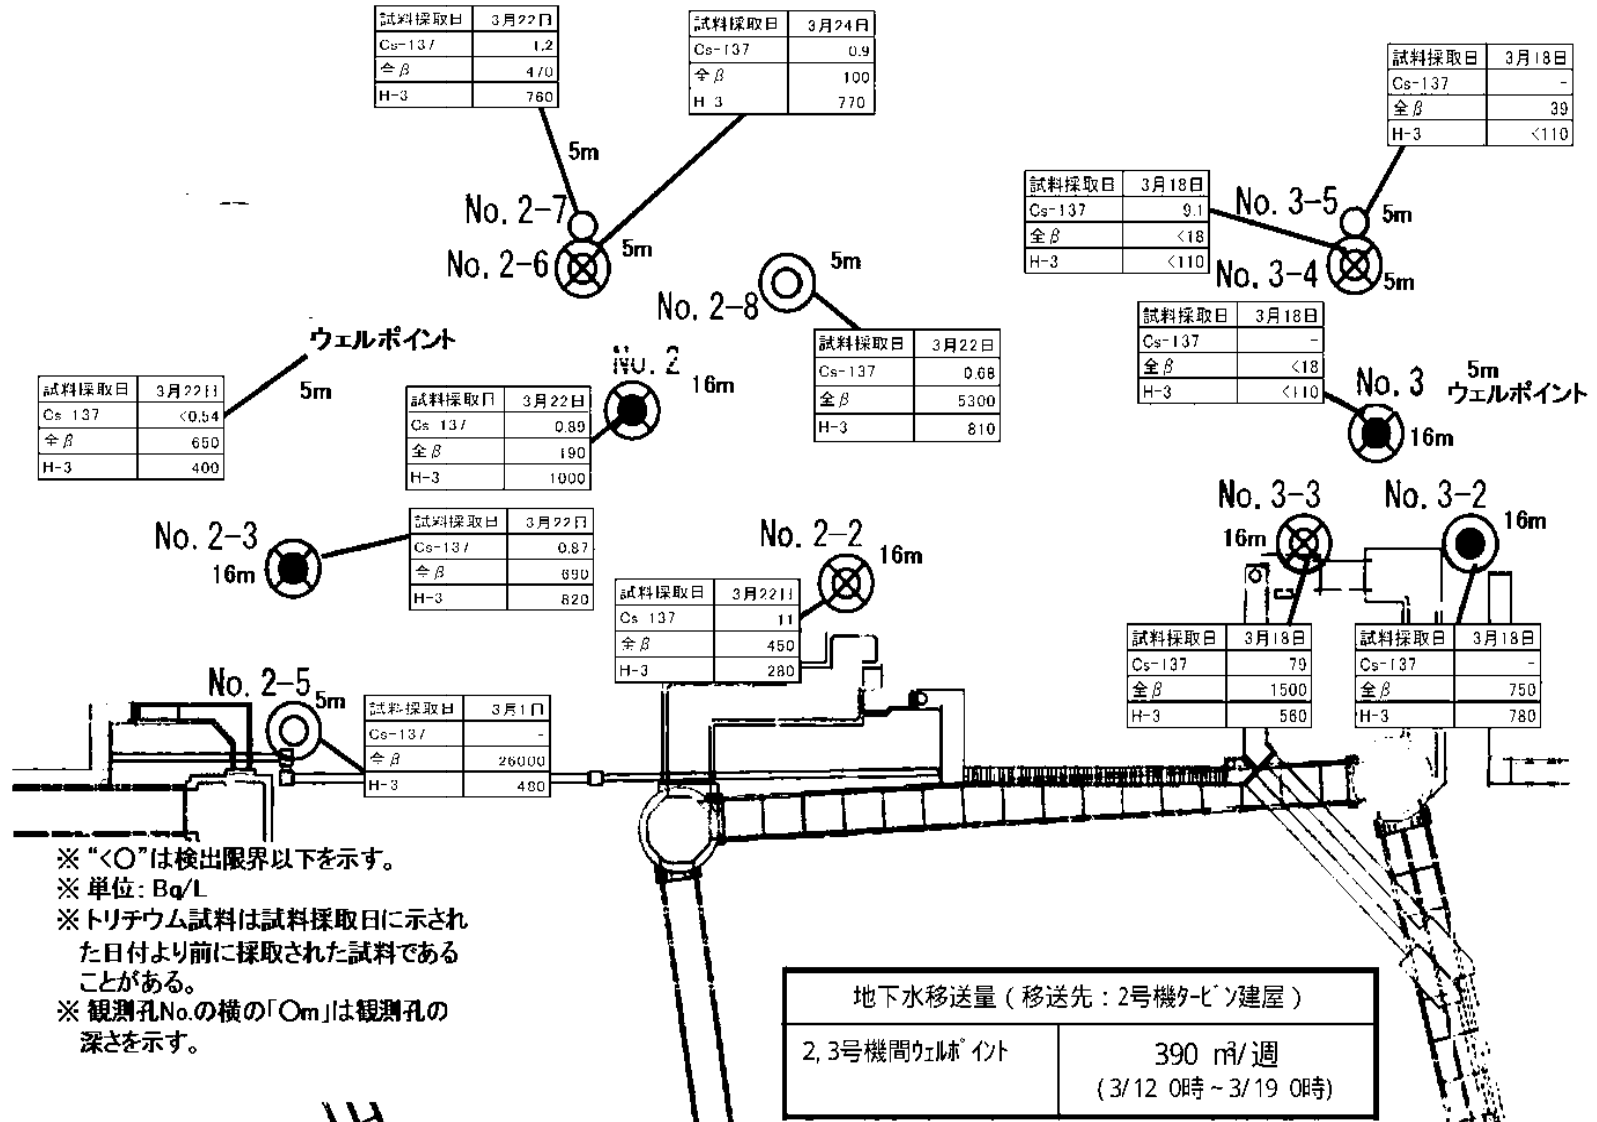 試料採取日 3月22日
Cs-137 1.2
全β 470
H-3 760
試料採取日 3月24日
Cs-137 0.9
全β 100
H-3 770
試料採取日 3月18日
Cs-137 -
全β 39
H-3 <110
5m
No. 2-7
5m
No. 2-6
試料採取日 3月18日
Cs-137 9.1
全β <18
H-3 <110
No. 3-5
5m
No. 3-4
5m
No. 2-8
5m
試料採取日 3月22日
Cs-137 0.68
全β 5300
H-3 810
試料採取日 3月18日
Cs-137 -
全β <18
H-3 <110
5m
ウェルポイント
No. 3
16m
ウェルポイント
5m
試料採取日 3月22日
Cs-137 <0.54
全β 650
H-3 400
No. 2
16m
試料採取日 3月22日
Cs-137 0.89
全β 190
H-3 1000
No. 2-3
16m
試料採取日 3月22日
Cs-137 0.87
全β 690
H-3 820
No. 2-2
16m
試料採取日 3月22日
Cs-137 11
全β 450
H-3 280
No. 3-3
16m
試料採取日 3月18日
Cs-137 79
全β 1500
H-3 560
No. 3-2
16m
試料採取日 3月18日
Cs-137 -
全β 750
H-3 780
No. 2-5
5m
試料採取日 3月1日
Cs-137 -
全β 26000
H-3 480
※ “<○”は検出限界以下を示す。
※ 単位: Bq/L
※ トリチウム試料は試料採取日に示され
た日付より前に採取された試料である
ことがある。
※ 観測孔No.の横の「○m」は観測孔の
深さを示す。
地下水移送量（移送先：2号機ﾀｰﾋﾞﾝ建屋）
2, 3号機間ｳｪﾙﾎﾟｲﾝﾄ
390 ㎥/週
(3/12 0時～3/19 0時)